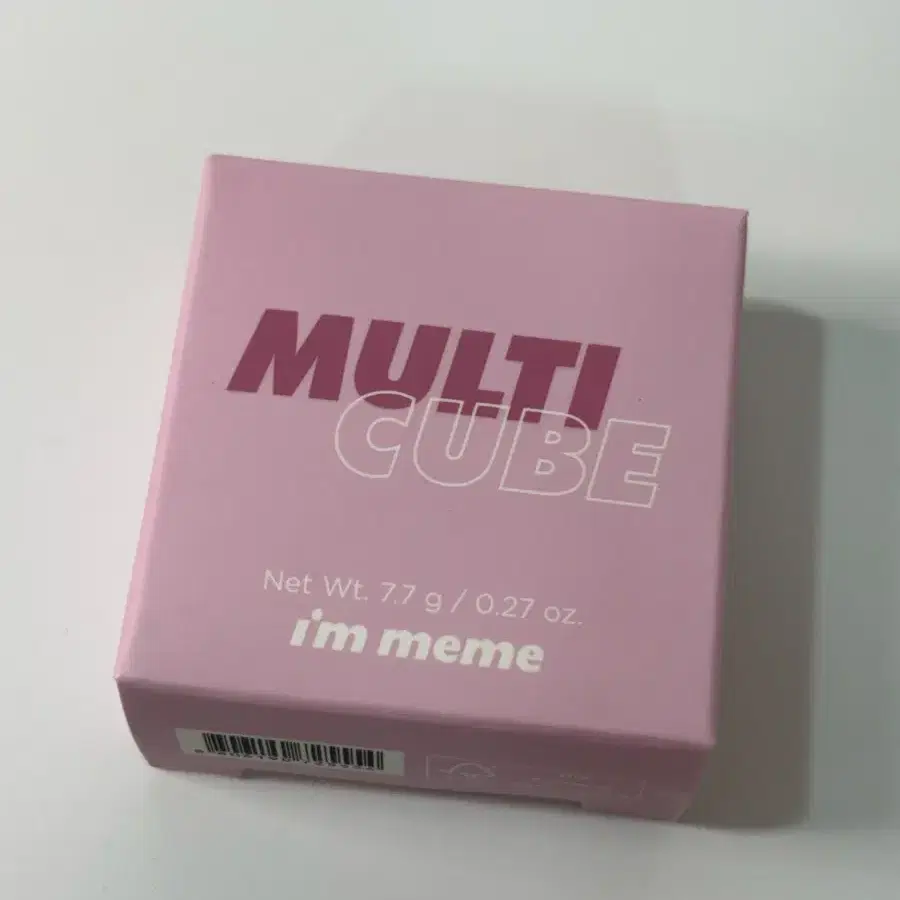 MULTI
CUBE
Net Wt. 7.7 g / 0.27 oz.
i'm meme